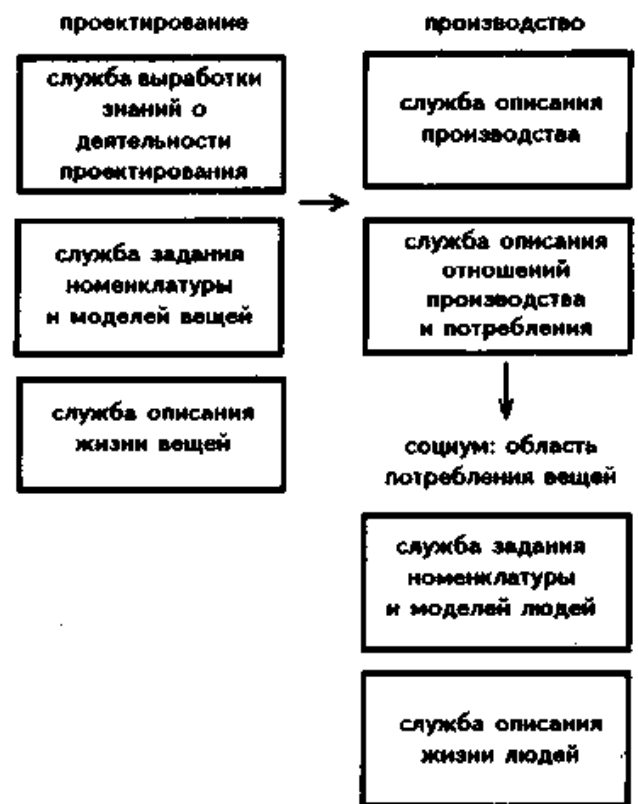 проектирование
служба выработки
знаний о
деятельности
проектирования
служба задания
номенклатуры
и моделей вещей
служба описания
жизни вещей
производство
служба описания
производства
служба описания
отношений
производства
и потребления
социум: область
потребления вещей
служба задания
номенклатуры
и моделей людей
служба описания
жизни людей